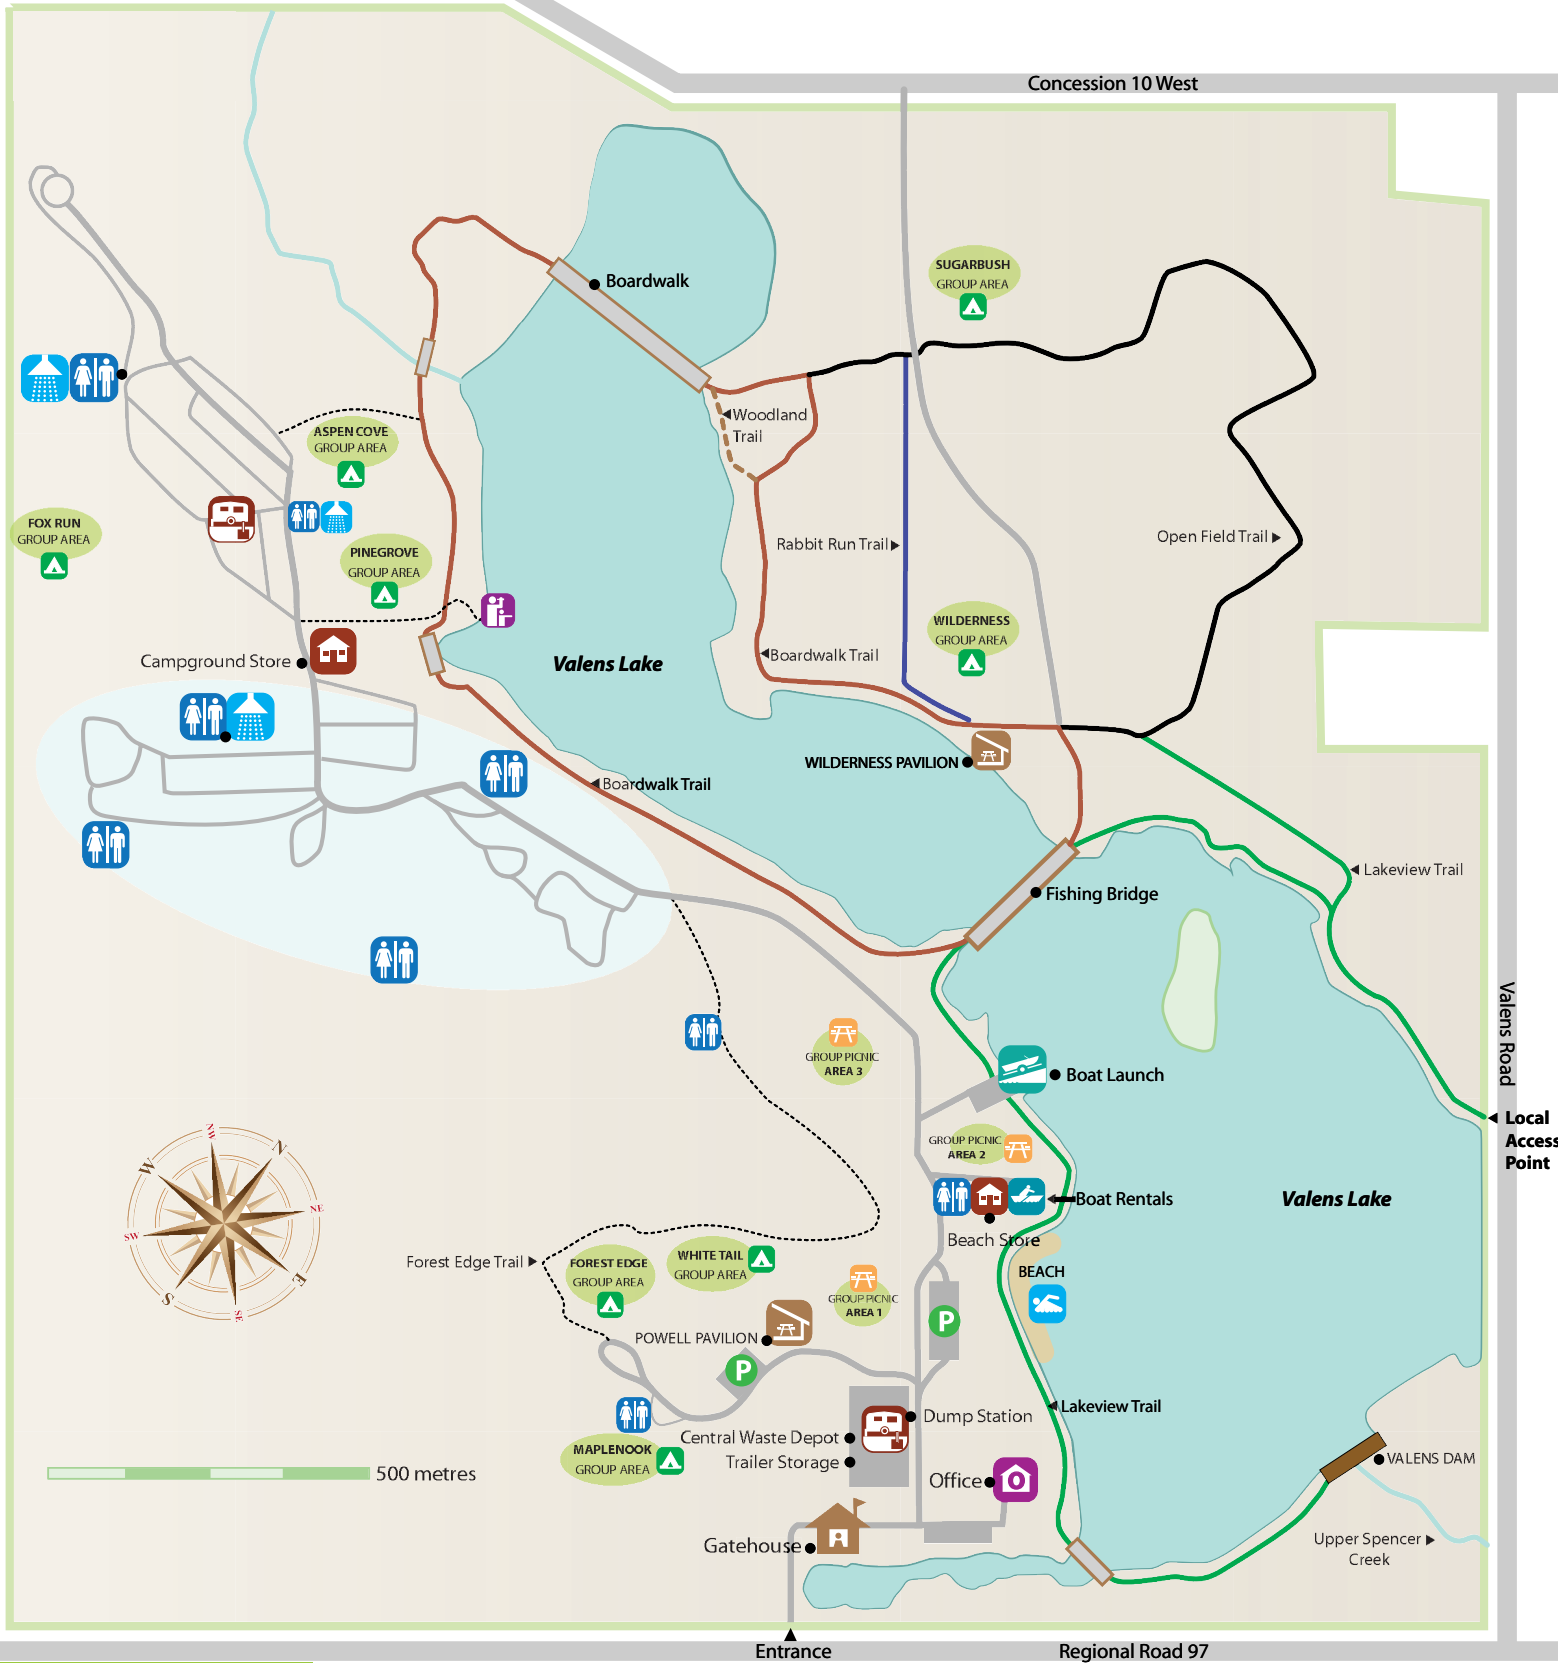 Concession 10 West
Boardwalk
SUGARBUSH
GROUP AREA
Woodland
Trail
ASPEN COVE
GROUP AREA
FOX RUN
GROUP AREA
PINEGROVE
GROUP AREA
Rabbit Run Trail
Open Field Trail
WILDERNESS
GROUP AREA
Campground Store
Valens Lake
Boardwalk Trail
WILDERNESS PAVILION
Boardwalk Trail
Lakeview Trail
Fishing Bridge
Valens Road
GROUP PICNIC
AREA 3
Boat Launch
Local
Access
Point
GROUP PICNIC
AREA 2
Boat Rentals
Valens Lake
Beach Store
NW
N
NE
W
E
SW
S
SE
Forest Edge Trail
FOREST EDGE
GROUP AREA
WHITE TAIL
GROUP AREA
BEACH
GROUP PICNIC
AREA 1
P
POWELL PAVILION
P
Lakeview Trail
Dump Station
Central Waste Depot
Trailer Storage
MAPLENOOK
GROUP AREA
500 metres
Office
VALENS DAM
Gatehouse
Upper Spencer
Creek
Entrance
Regional Road 97